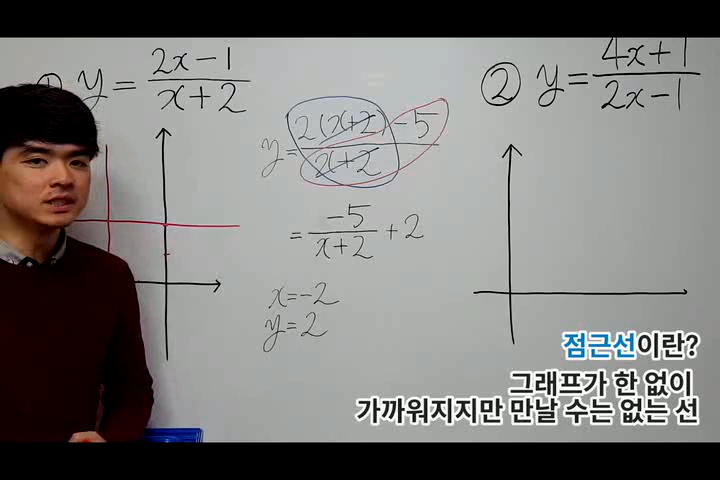 ① y = (2x-1)/(x+2)
y = (2(x+2)-5)/(x+2)
= -5/(x+2) + 2
x=-2
y=2
② y = (4x+1)/(2x-1)
점근선이란?
그래프가 한 없이
가까워지지만 만날 수는 없는 선